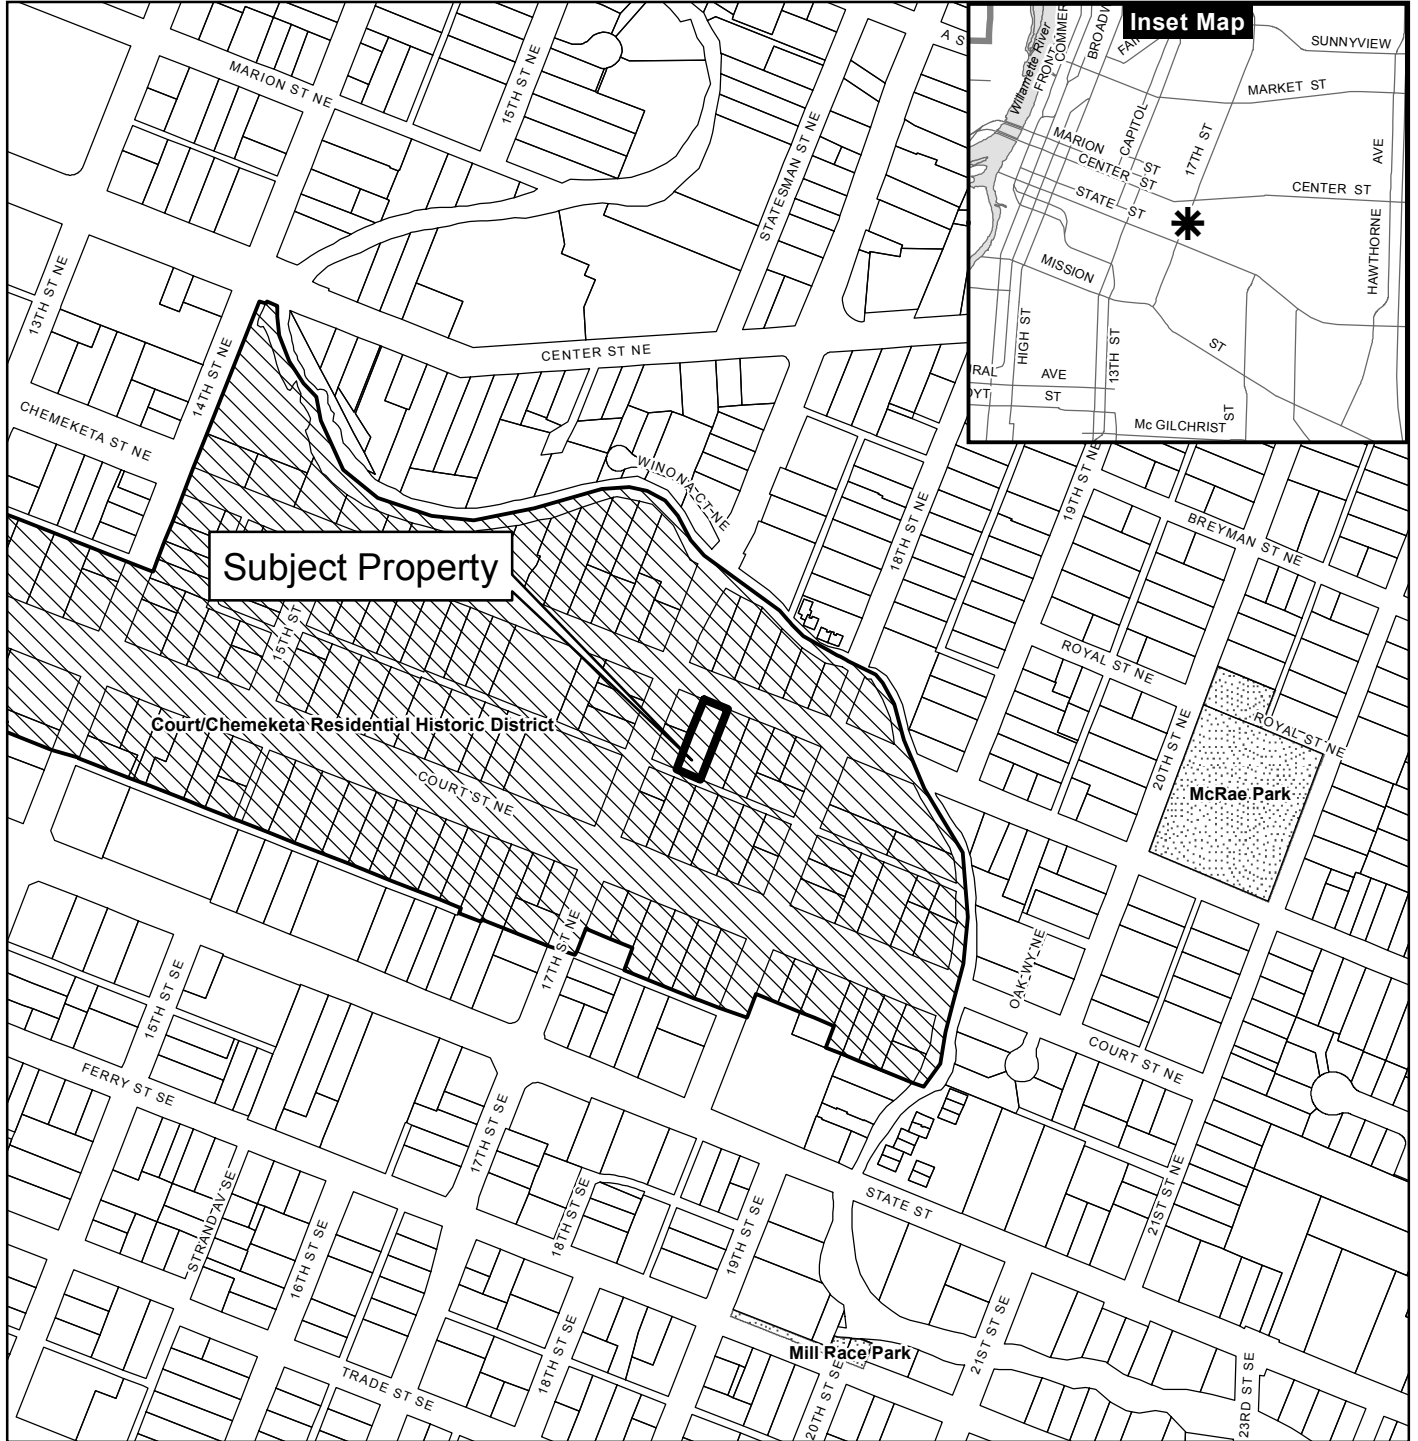 Inset Map
Willamette River
FRONT
COMMER
BROADW
FAI
SUNNYVIEW
MARKET ST
CAPITOL
17TH ST
AVE
MARION ST
CENTER ST
CENTER ST
STATE ST
HAWTHORNE
MISSION
ST
HIGH ST
13TH ST
RAL AVE
OYT ST
ST
Mc GILCHRIST
A S
15TH ST NE
MARION ST NE
STATESMAN ST NE
13TH ST NE
14TH ST NE
CENTER ST NE
CHEMEKETA ST NE
WINONA CT NE
18TH ST NE
19TH ST NE
BREYMAN ST NE
Subject Property
15TH ST
ROYAL ST NE
20TH ST NE
ROYAL ST NE
Court/Chemeketa Residential Historic District
COURT ST NE
McRae Park
17TH ST NE
OAK WY NE
15TH ST SE
COURT ST NE
FERRY ST SE
17TH ST SE
21ST ST NE
STRAND AV SE
18TH ST SE
19TH ST SE
STATE ST
16TH ST SE
21ST ST SE
18TH ST SE
Mill Race Park
TRADE ST SE
20TH ST SE
23RD ST SE